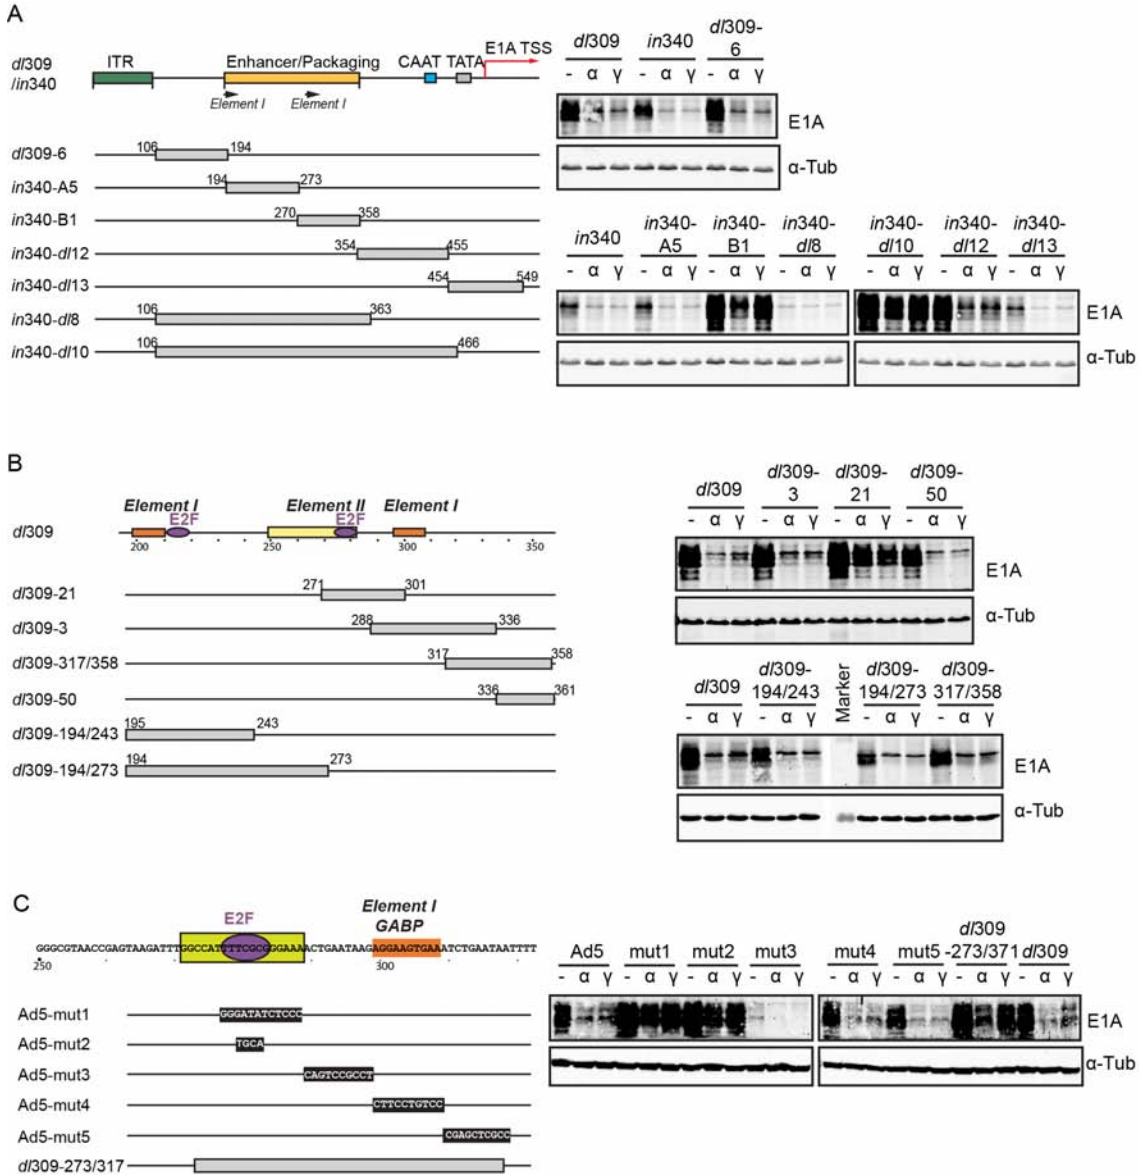 A
dl309
/in340
ITR
Enhancer/Packaging
CAAT TATA
E1A TSS
Element I
Element I
dl309-6
106
194
in340-A5
194
273
in340-B1
270
358
in340-dl12
354
455
in340-dl13
454
549
in340-dl8
106
363
in340-dl10
106
466
dl309 in340 dl309-6
- α γ - α γ - α γ
E1A
α-Tub
in340 in340-A5 in340-B1 in340-dl8 in340-dl10 in340-dl12 in340-dl13
- α γ - α γ - α γ - α γ - α γ - α γ - α γ
E1A
α-Tub
B
Element I
Element II
Element I
E2F
E2F
dl309
200 250 300 350
dl309-21
271
301
dl309-3
288
336
dl309-317/358
317
358
dl309-50
336
361
dl309-194/243
195
243
dl309-194/273
194
273
dl309 dl309-3 dl309-21 dl309-50
- α γ - α γ - α γ - α γ
E1A
α-Tub
dl309 dl309-194/243 Marker dl309-194/273 dl309-317/358
- α γ - α γ - α γ - α γ
E1A
α-Tub
C
E2F
Element I
GABP
GGGCGTAACCGAGTAAGATTTGGCCATTTTCGCGGGAAAACTGAATAAGAGGAAGTGAAATCTGAATAATTTT
250 300
Ad5-mut1
GGGATATCTCCC
Ad5-mut2
TGCA
Ad5-mut3
CAGTCCGCCT
Ad5-mut4
CTTCCTGTCC
Ad5-mut5
CGAGCTCGCC
dl309-273/317
Ad5 mut1 mut2 mut3
- α γ - α γ - α γ - α γ
mut4 mut5 dl309-273/371 dl309
- α γ - α γ - α γ - α γ
E1A
α-Tub